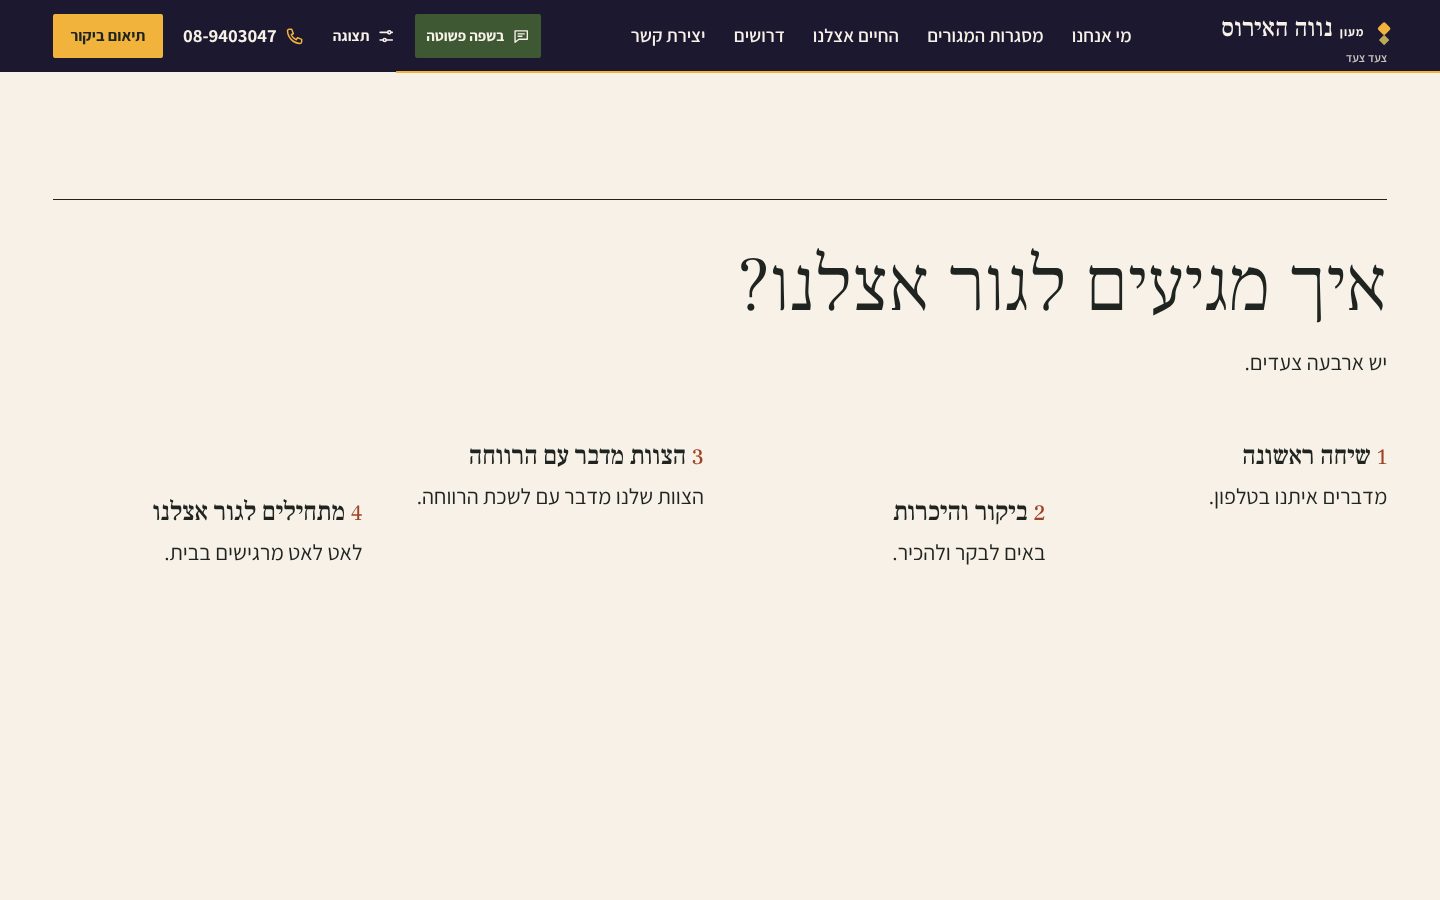 מעון נווה האירוס
צעד צעד
מי אנחנו
מסגרות המגורים
החיים אצלנו
דרושים
יצירת קשר
בשפה פשוטה
תצוגה
08-9403047
תיאום ביקור
איך מגיעים לגור אצלנו?
יש ארבעה צעדים.
1 שיחה ראשונה
מדברים איתנו בטלפון.
2 ביקור והיכרות
באים לבקר ולהכיר.
3 הצוות מדבר עם הרווחה
הצוות שלנו מדבר עם לשכת הרווחה.
4 מתחילים לגור אצלנו
לאט לאט מרגישים בבית.